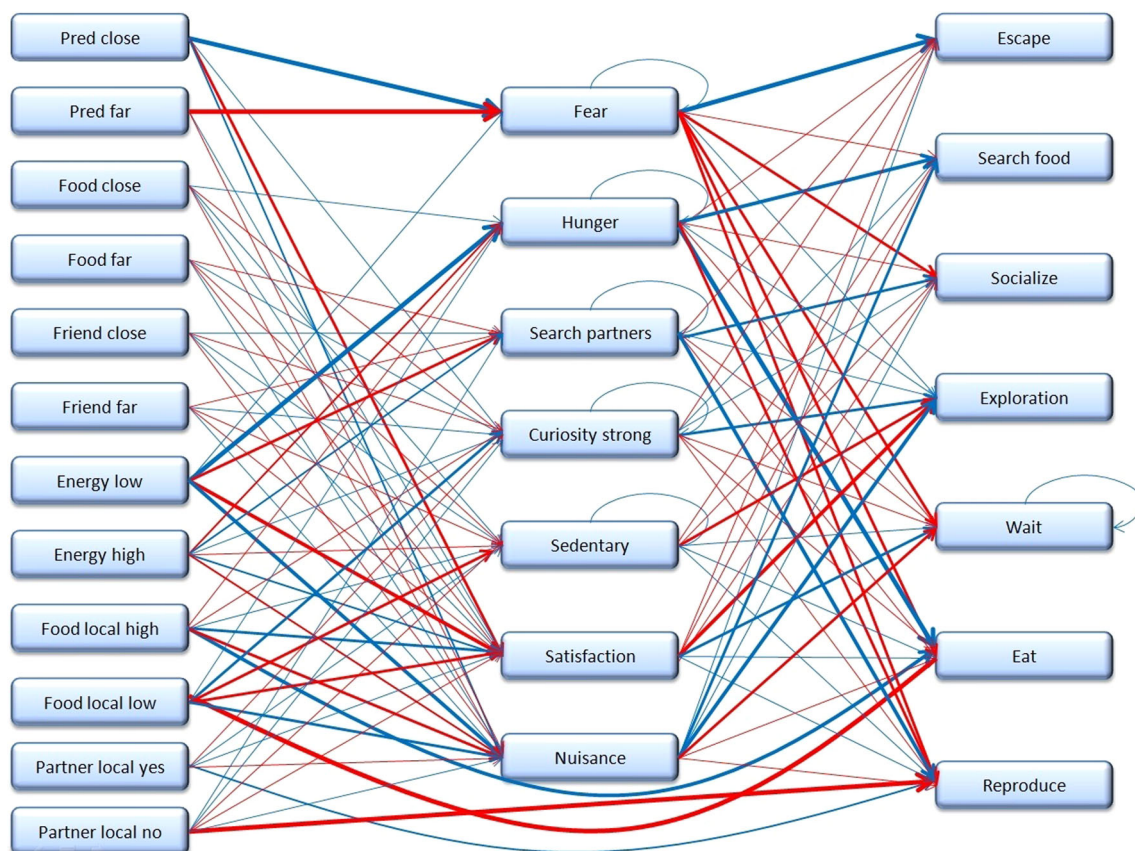 Pred close
Pred far
Food close
Food far
Friend close
Friend far
Energy low
Energy high
Food local high
Food local low
Partner local yes
Partner local no
Fear
Hunger
Search partners
Curiosity strong
Sedentary
Satisfaction
Nuisance
Escape
Search food
Socialize
Exploration
Wait
Eat
Reproduce